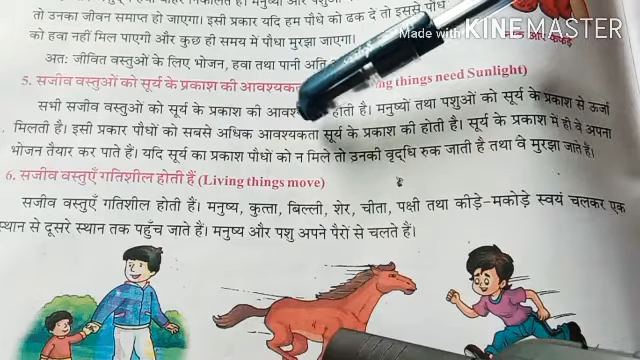 तो उनका जीवन समाप्त हो जाएगा। इसी प्रकार यदि हम पौधे को ढक दें तो इससे पौधे
को हवा नहीं मिल पाएगी और कुछ ही समय में पौधा मुरझा जाएगा।
Made with KINEMASTER
अतः जीवित वस्तुओं के लिए भोजन, हवा तथा पानी अति
5. सजीव वस्तुओं को सूर्य के प्रकाश की things need Sunlight)
सभी सजीव वस्तुओं को सूर्य के प्रकाश की होती है। मनुष्यों तथा पशुओं को सूर्य के प्रकाश से ऊर्जा
मिलती है। इसी प्रकार पौधों को सबसे अधिक आवश्यकता सूर्य के प्रकाश की होती है। सूर्य के प्रकाश में ही वे अपना
भोजन तैयार कर पाते हैं। यदि सूर्य का प्रकाश पौधों को न मिले तो उनकी वृद्धि रुक जाती है तथा वे मुरझा जाते हैं।
6. सजीव वस्तुएँ गतिशील होती हैं (Living things move)
सजीव वस्तुएँ गतिशील होती हैं। मनुष्य, कुत्ता, बिल्ली, शेर, चीता, पक्षी तथा कीड़े-मकोड़े स्वयं चलकर एक
स्थान से दूसरे स्थान तक पहुँच जाते हैं। मनुष्य और पशु अपने पैरों से चलते हैं।